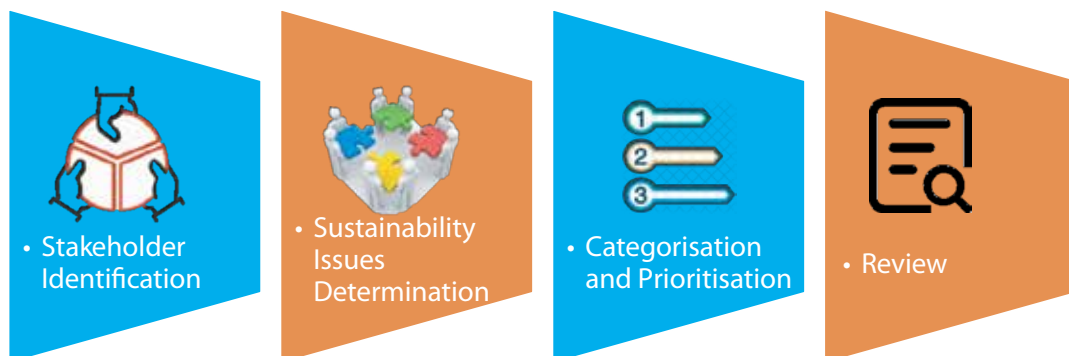 1
2
3
• Stakeholder
Identification
• Sustainability
Issues
Determination
• Categorisation
and Prioritisation
• Review